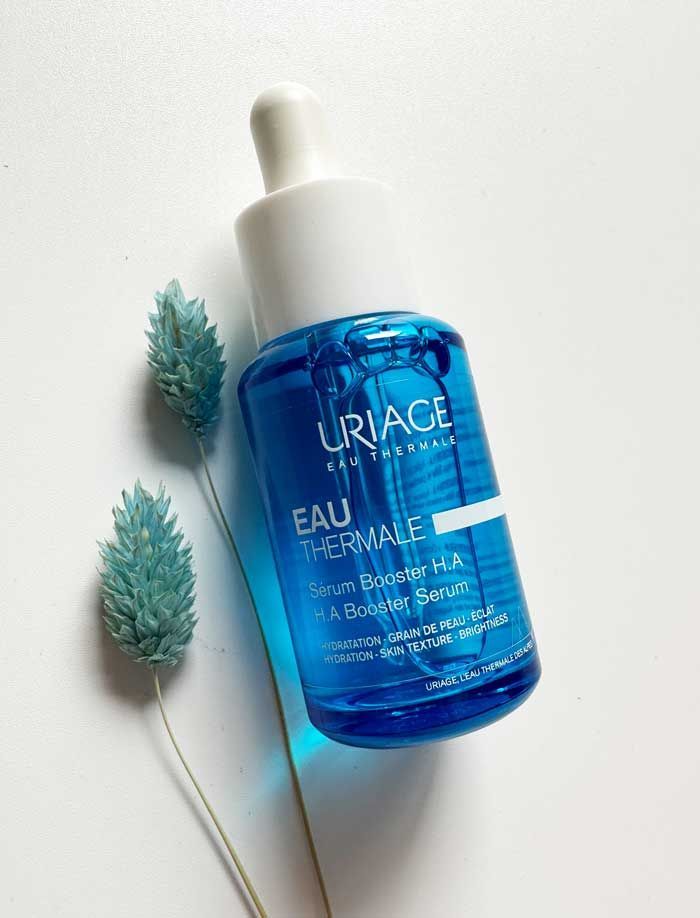 URIAGE
EAU THERMALE
EAU
THERMALE
Sérum Booster H.A
H.A Booster Serum
HYDRATATION - GRAIN DE PEAU - ÉCLAT
HYDRATION - SKIN TEXTURE - BRIGHTNESS
URIAGE, L'EAU THERMALE DES